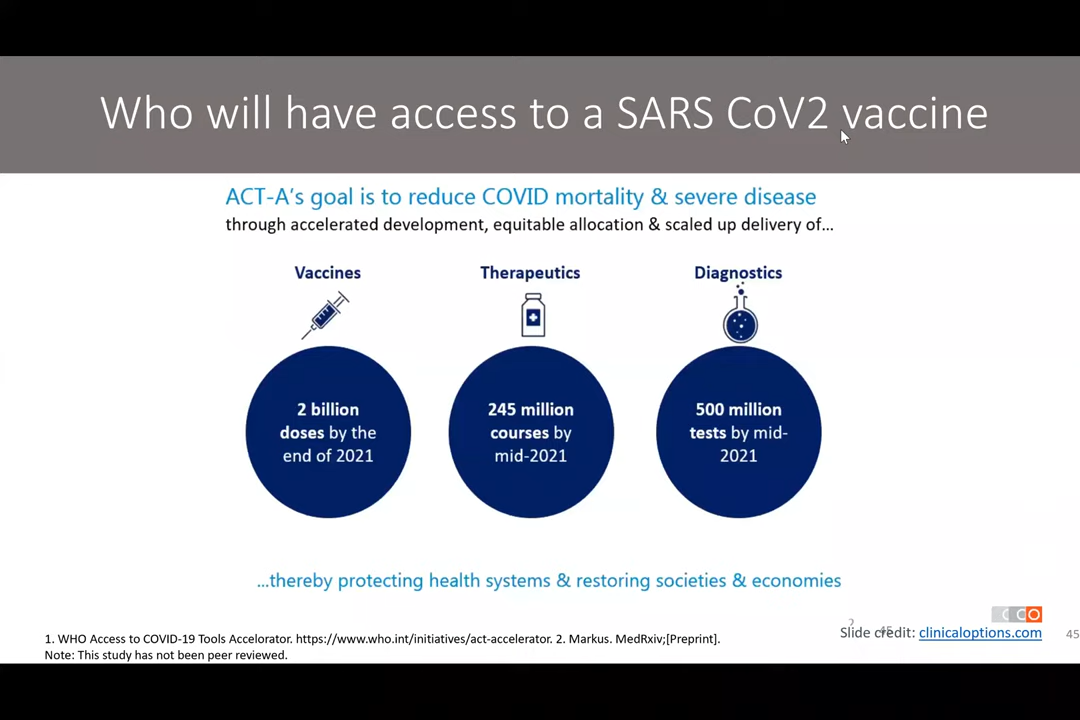 Who will have access to a SARS CoV2 vaccine
ACT-A's goal is to reduce COVID mortality & severe disease
through accelerated development, equitable allocation & scaled up delivery of...
Vaccines
Therapeutics
Diagnostics
2 billion
doses by the
end of 2021
245 million
courses by
mid-2021
500 million
tests by mid-
2021
...thereby protecting health systems & restoring societies & economies
CCO
1. WHO Access to COVID-19 Tools Accelorator. https://www.who.int/initiatives/act-accelerator. 2. Markus. MedRxiv;[Preprint].
Note: This study has not been peer reviewed.
2
45
Slide credit: clinicaloptions.com
45